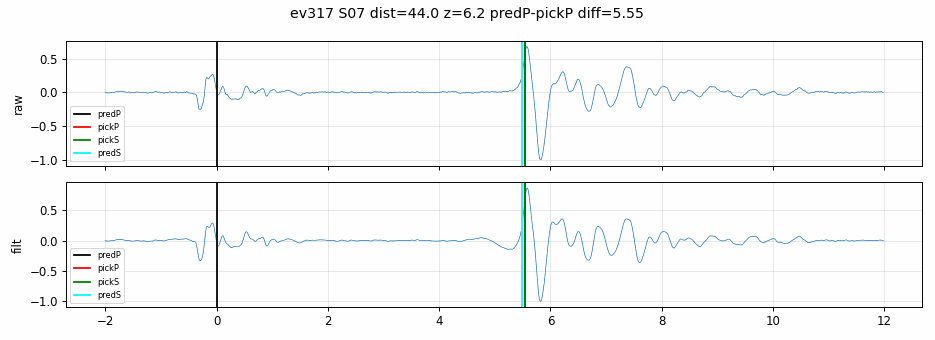 ev317 S07 dist=44.0 z=6.2 predP-pickP diff=5.55
raw
0.5
0.0
−0.5
−1.0
predP
pickP
pickS
predS
filt
0.5
0.0
−0.5
−1.0
predP
pickP
pickS
predS
−2 0 2 4 6 8 10 12